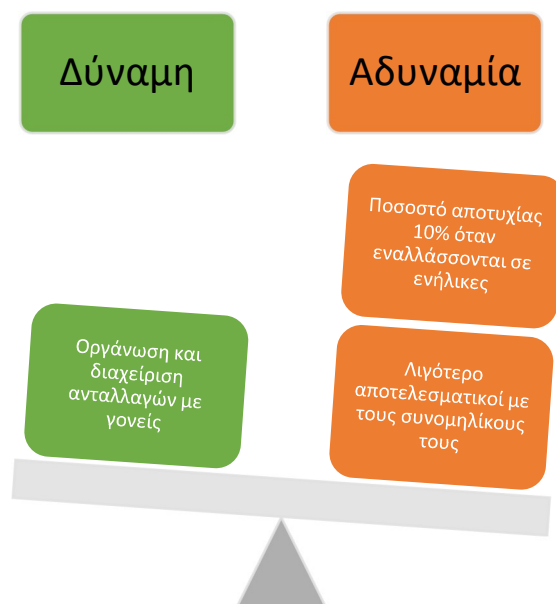 Δύναμη
Αδυναμία
Ποσοστό αποτυχίας
10% όταν
εναλλάσσονται σε
ενήλικες
Οργάνωση και
διαχείριση
ανταλλαγών με
γονείς
Λιγότερο
αποτελεσματικοί με
τους συνομηλίκους
τους